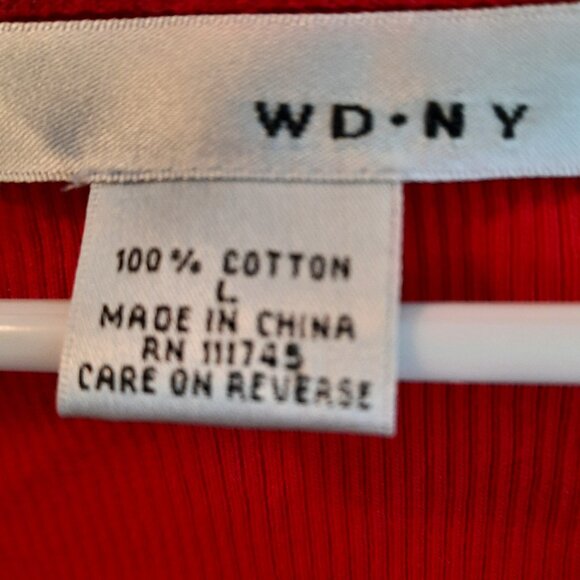 WD•NY
100% COTTON
L
MADE IN CHINA
RN 111745
CARE ON REVERSE